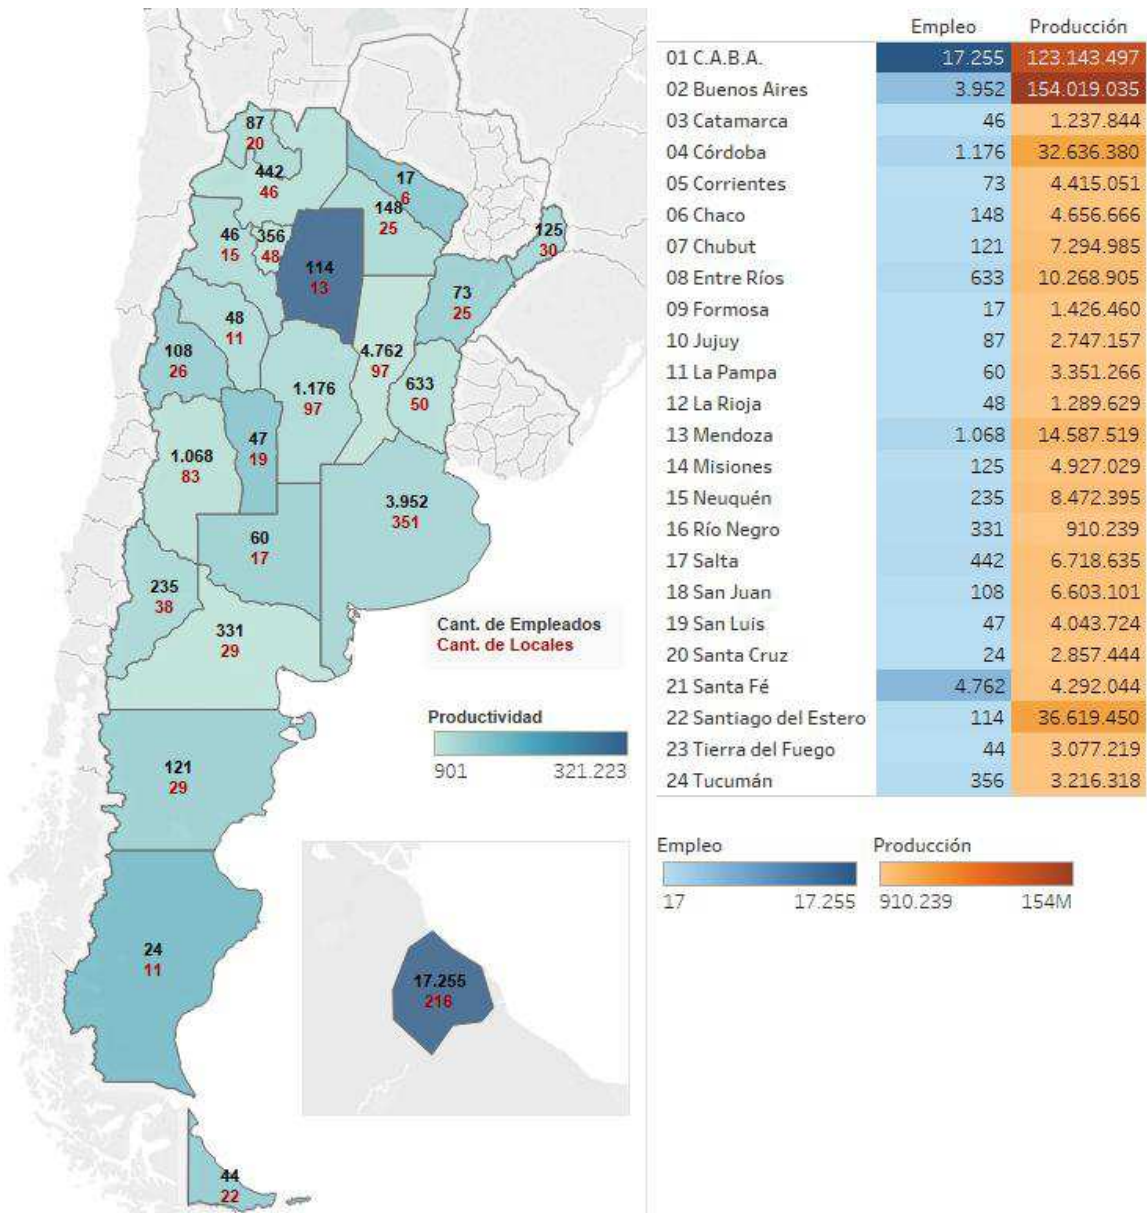 87
20
442
46
17
6
148
25
125
30
46
15
356
48
114
13
73
25
48
11
108
26
4.762
97
633
50
1.176
97
47
19
1.068
83
3.952
351
60
17
235
38
331
29
Cant. de Empleados
Cant. de Locales
Productividad
901 321.223
121
29
24
11
17.255
216
44
22
Empleo Producción
01 C.A.B.A. 17.255 123.143.497
02 Buenos Aires 3.952 154.019.035
03 Catamarca 46 1.237.844
04 Córdoba 1.176 32.636.380
05 Corrientes 73 4.415.051
06 Chaco 148 4.656.666
07 Chubut 121 7.294.985
08 Entre Ríos 633 10.268.905
09 Formosa 17 1.426.460
10 Jujuy 87 2.747.157
11 La Pampa 60 3.351.266
12 La Rioja 48 1.289.629
13 Mendoza 1.068 14.587.519
14 Misiones 125 4.927.029
15 Neuquén 235 8.472.395
16 Río Negro 331 910.239
17 Salta 442 6.718.635
18 San Juan 108 6.603.101
19 San Luis 47 4.043.724
20 Santa Cruz 24 2.857.444
21 Santa Fé 4.762 4.292.044
22 Santiago del Estero 114 36.619.450
23 Tierra del Fuego 44 3.077.219
24 Tucumán 356 3.216.318
Empleo Producción
17 17.255 910.239 154M